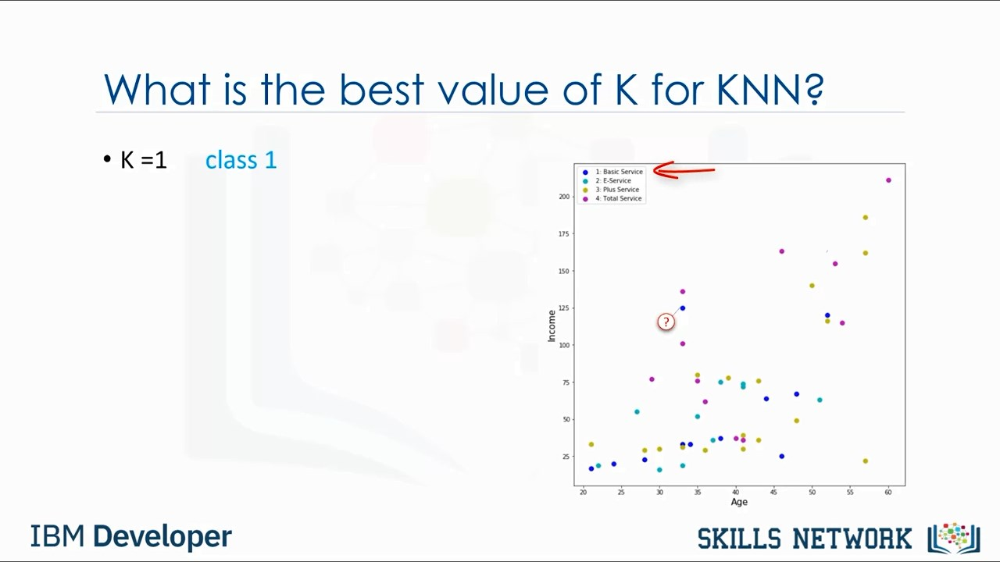 What is the best value of K for KNN?
• K =1 class 1
1: Basic Service
2: E-Service
3: Plus Service
4: Total Service
200
175
150
125
?
Income
100
75
50
25
20 25 30 35 40 45 50 55 60
Age
IBM Developer
SKILLS NETWORK